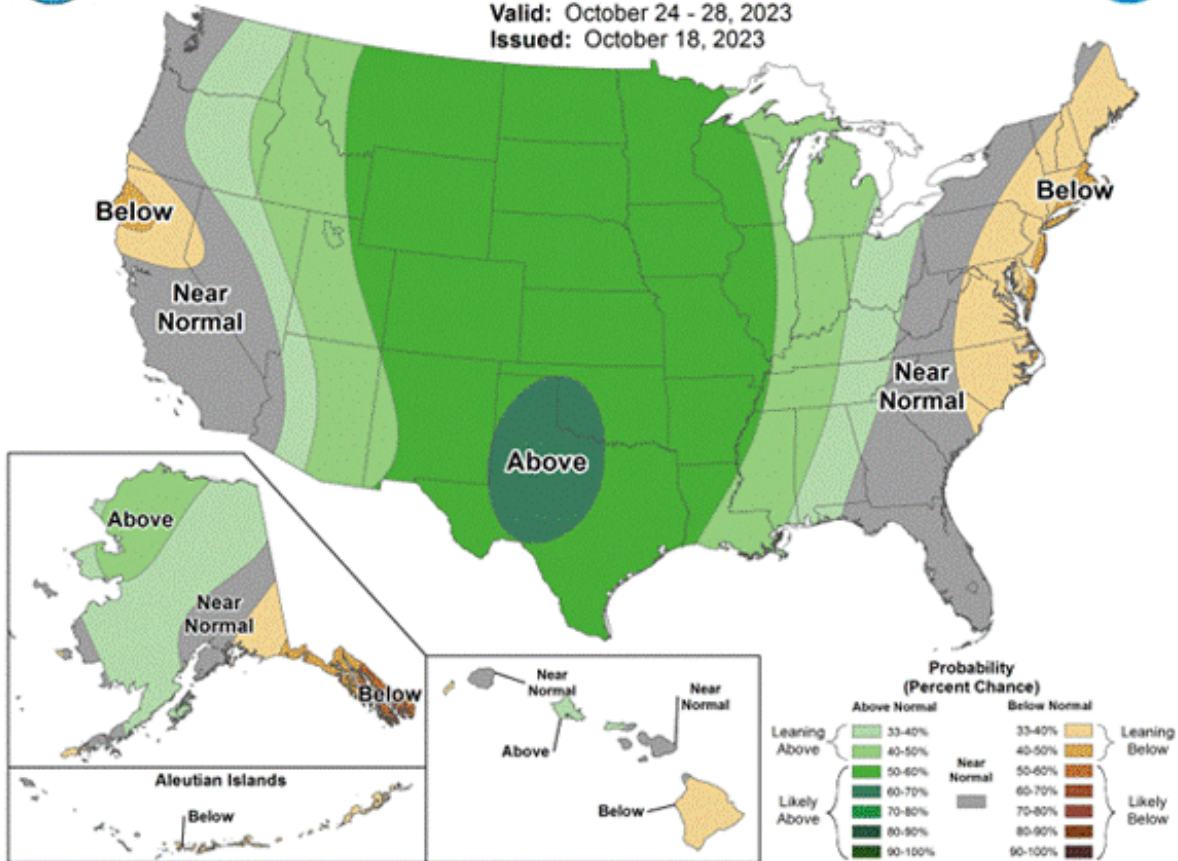 Valid: October 24 - 28, 2023
Issued: October 18, 2023
Below
Near
Normal
Above
Near
Normal
Below
Above
Near
Normal
Below
Aleutian Islands
Below
Near
Normal
Above
Near
Normal
Below
Probability
(Percent Chance)
Above Normal
Below Normal
Leaning
Above
33-40%
40-50%
50-60%
60-70%
70-80%
80-90%
90-100%
Likely
Above
Near
Normal
33-40%
40-50%
50-60%
60-70%
70-80%
80-90%
90-100%
Leaning
Below
Likely
Below